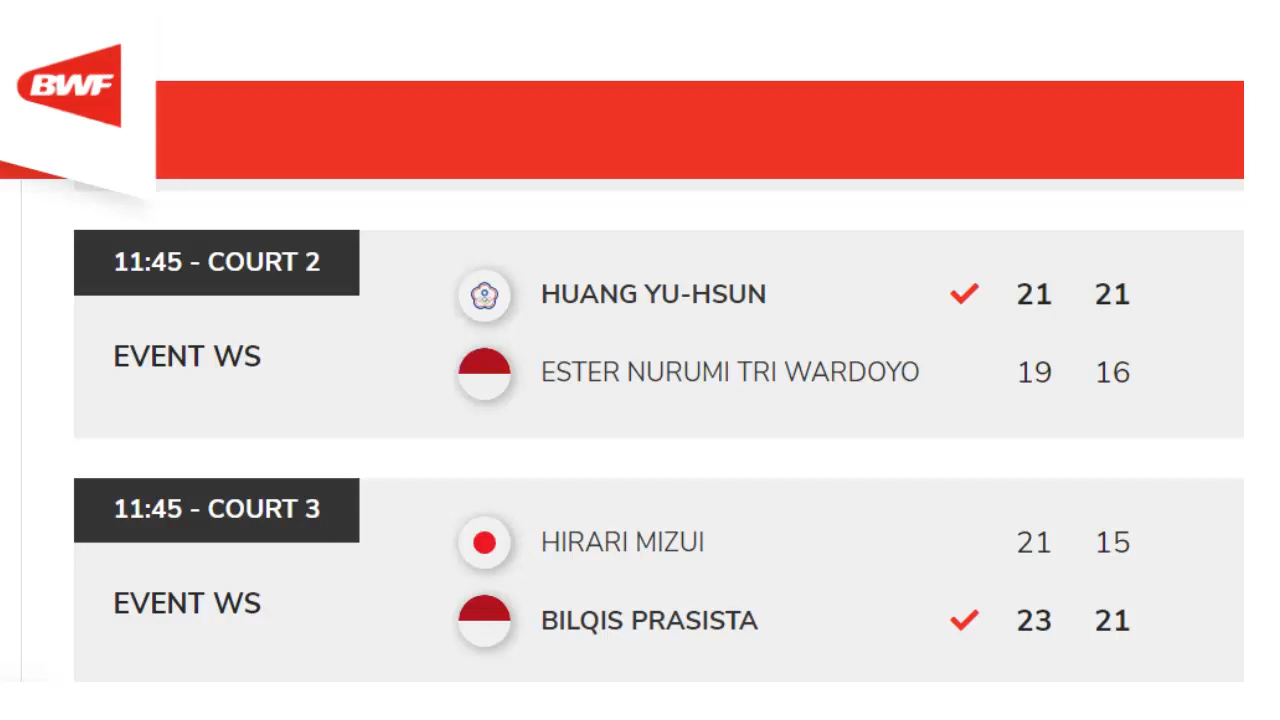 BWF
11:45 - COURT 2
EVENT WS
HUANG YU-HSUN 21 21
ESTER NURUMI TRI WARDOYO 19 16
11:45 - COURT 3
EVENT WS
HIRARI MIZUI 21 15
BILQIS PRASISTA 23 21